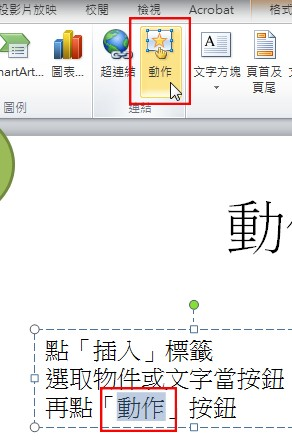 投影片放映 校閱 檢視 Acrobat 格式
martArt... 圖表... 超連結 動作 文字方塊 頁首及頁尾
圖例 連結
動作
點「插入」標籤
選取物件或文字當按鈕
再點「動作」按鈕